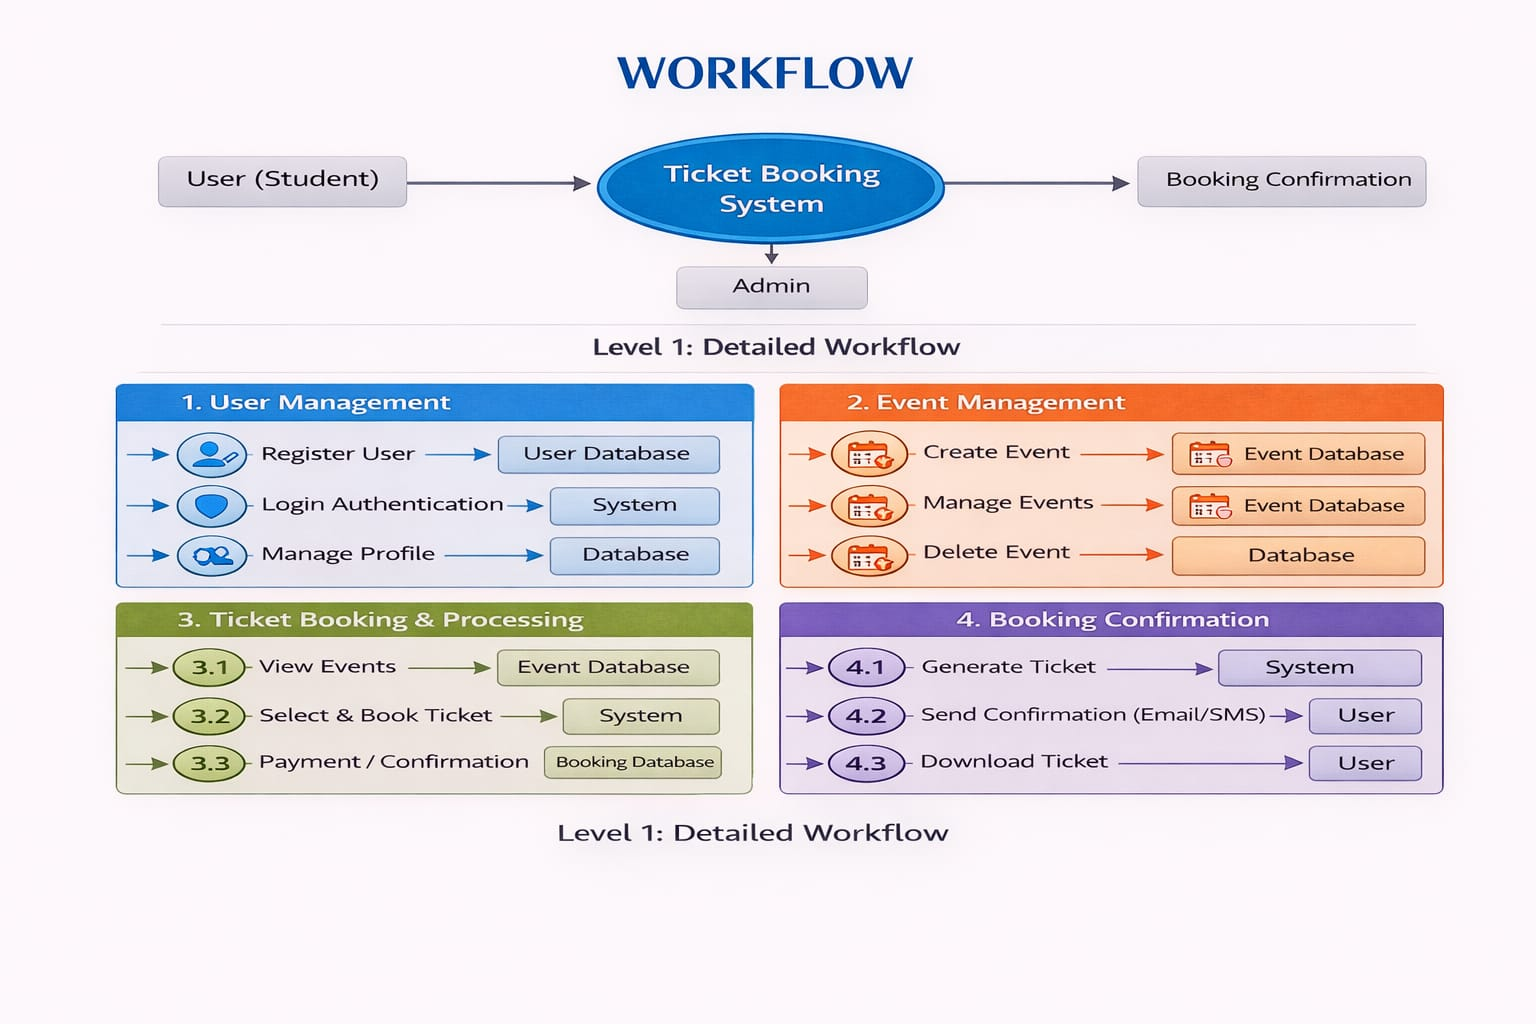 WORKFLOW
User (Student)
Ticket Booking
System
Booking Confirmation
Admin
Level 1: Detailed Workflow
1. User Management
Register User
User Database
Login Authentication
System
Manage Profile
Database
2. Event Management
Create Event
Event Database
Manage Events
Event Database
Delete Event
Database
3. Ticket Booking & Processing
3.1 View Events
Event Database
3.2 Select & Book Ticket
System
3.3 Payment / Confirmation
Booking Database
4. Booking Confirmation
4.1 Generate Ticket
System
4.2 Send Confirmation (Email/SMS)
User
4.3 Download Ticket
User
Level 1: Detailed Workflow